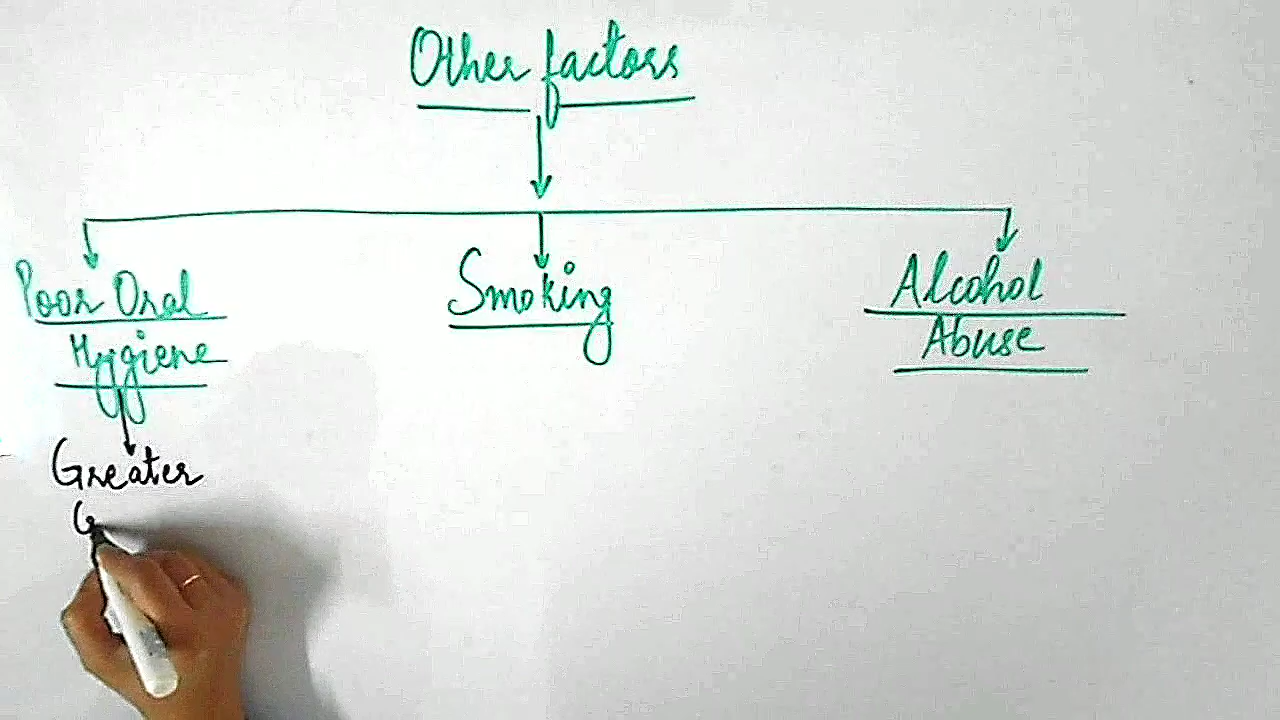 Other factors
Poor Oral
Hygiene
Smoking
Alcohol
Abuse
Greater
G